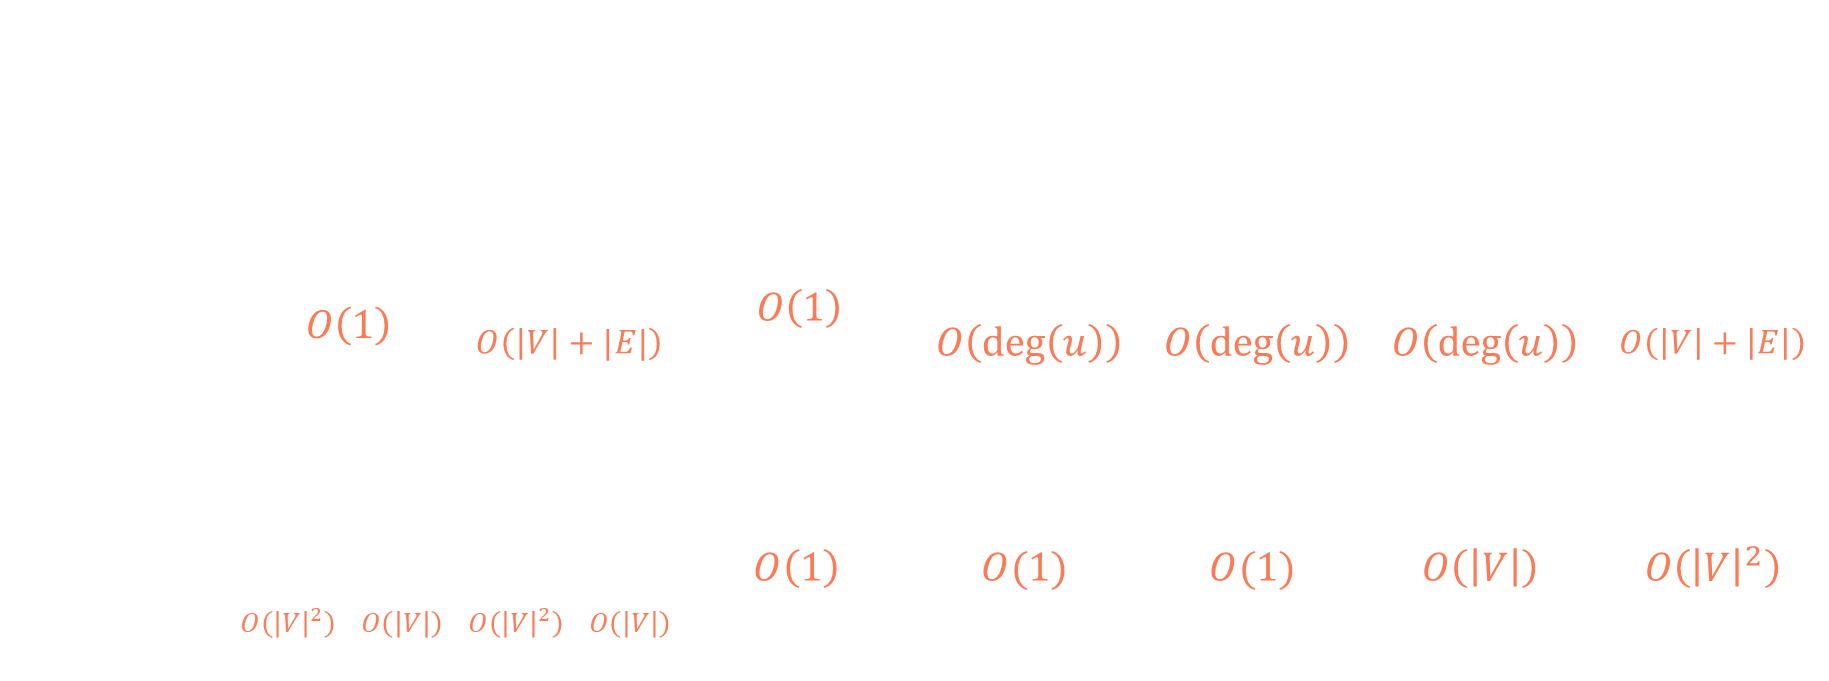 O(1) O(|V| + |E|) O(1) O(deg(u)) O(deg(u)) O(deg(u)) O(|V| + |E|)
O(1) O(1) O(1) O(|V|) O(|V|²)
O(|V|²) O(|V|) O(|V|²) O(|V|)